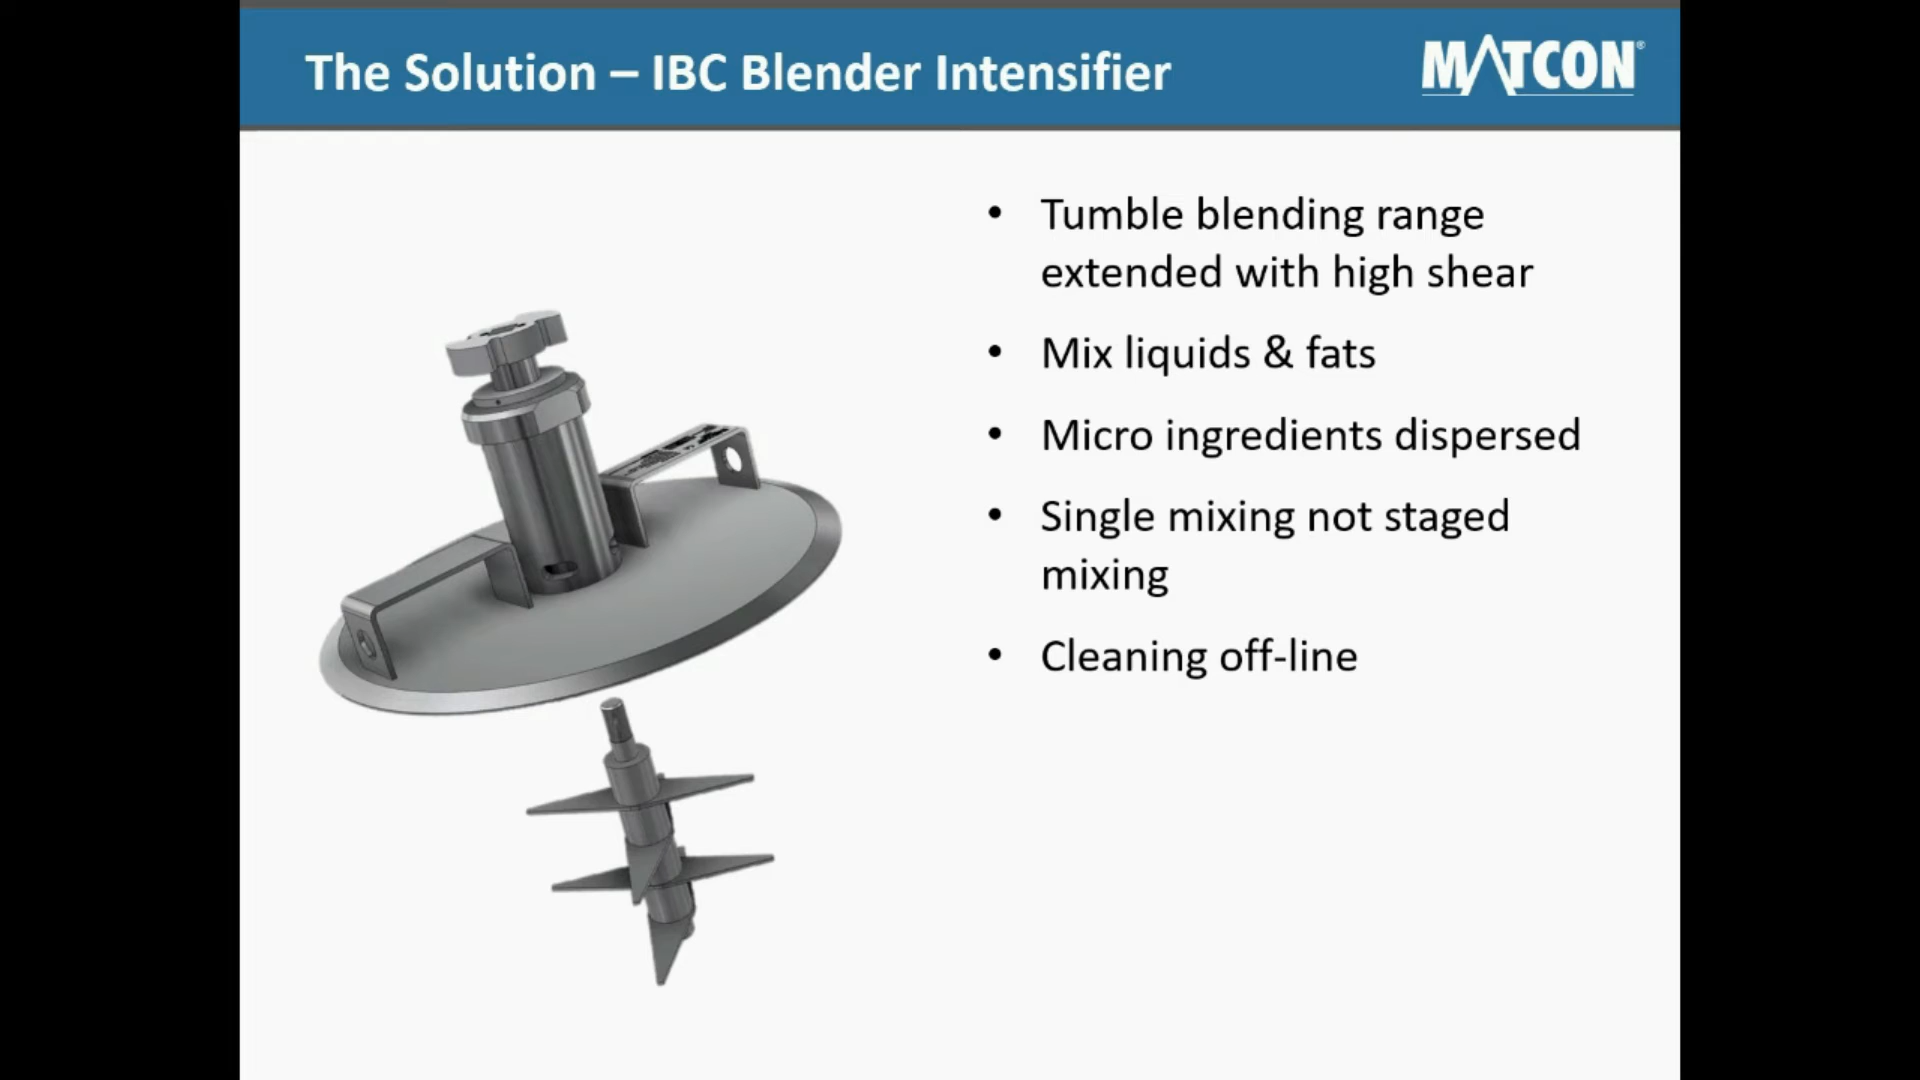 The Solution – IBC Blender Intensifier
MATCON®
• Tumble blending range
extended with high shear
• Mix liquids & fats
• Micro ingredients dispersed
• Single mixing not staged
mixing
• Cleaning off-line